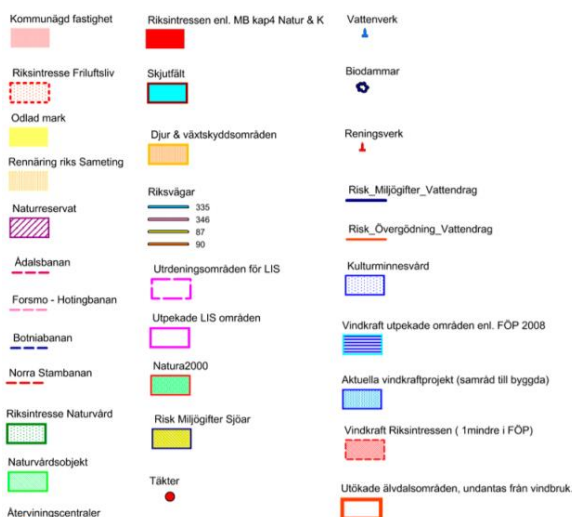 Kommunägd fastighet
Riksintresse Friluftsliv
Odlad mark
Rennäring riks Sameting
Naturreservat
Ådalsbanan
Forsmo - Hotingbanan
Botniabanan
Norra Stambanan
Riksintresse Naturvård
Naturvårdsobjekt
Återviningscentraler
Riksintressen enl. MB kap4 Natur & K
Skjutfält
Djur & växtskyddsområden
Riksvägar
335
346
87
90
Utrdeningsområden för LIS
Utpekade LIS områden
Natura2000
Risk Miljögifter Sjöar
Täkter
Vattenverk
Biodammar
Reningsverk
Risk_Miljögifter_Vattendrag
Risk_Övergödning_Vattendrag
Kulturminnesvård
Vindkraft utpekade områden enl. FÖP 2008
Aktuella vindkraftprojekt (samråd till byggda)
Vindkraft Riksintressen ( 1mindre i FÖP)
Utökade älvdalsområden, undantas från vindbruk.